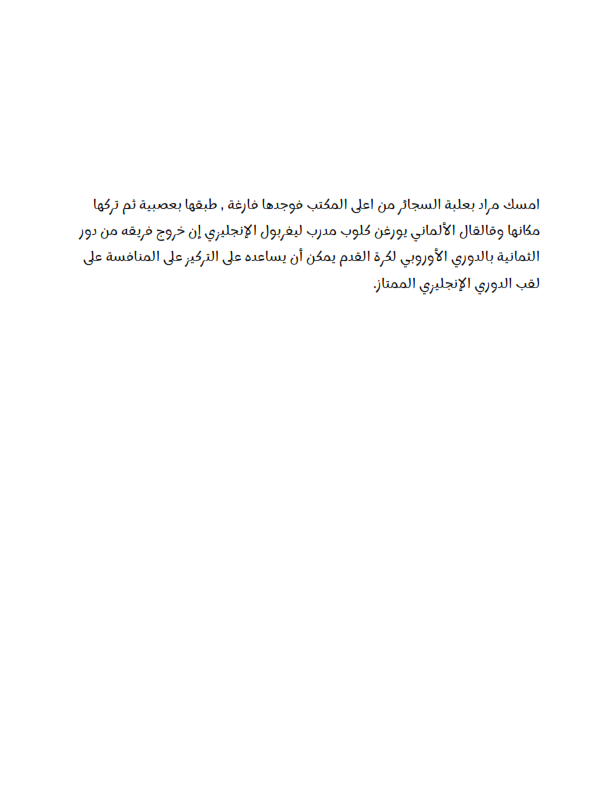 امسك مراد بعلبة السجائر من اعلى المكتب فوجدها فارغة , طبقها بعصبية ثم تركها
مكانها وقالقال الألماني يورغن كلوب مدرب ليفربول الإنجليزي إن خروج فريقه من دور
الثمانية بالدوري الأوروبي لكرة القدم يمكن أن يساعده على التركيز على المنافسة على
لقب الدوري الإنجليزي الممتاز.